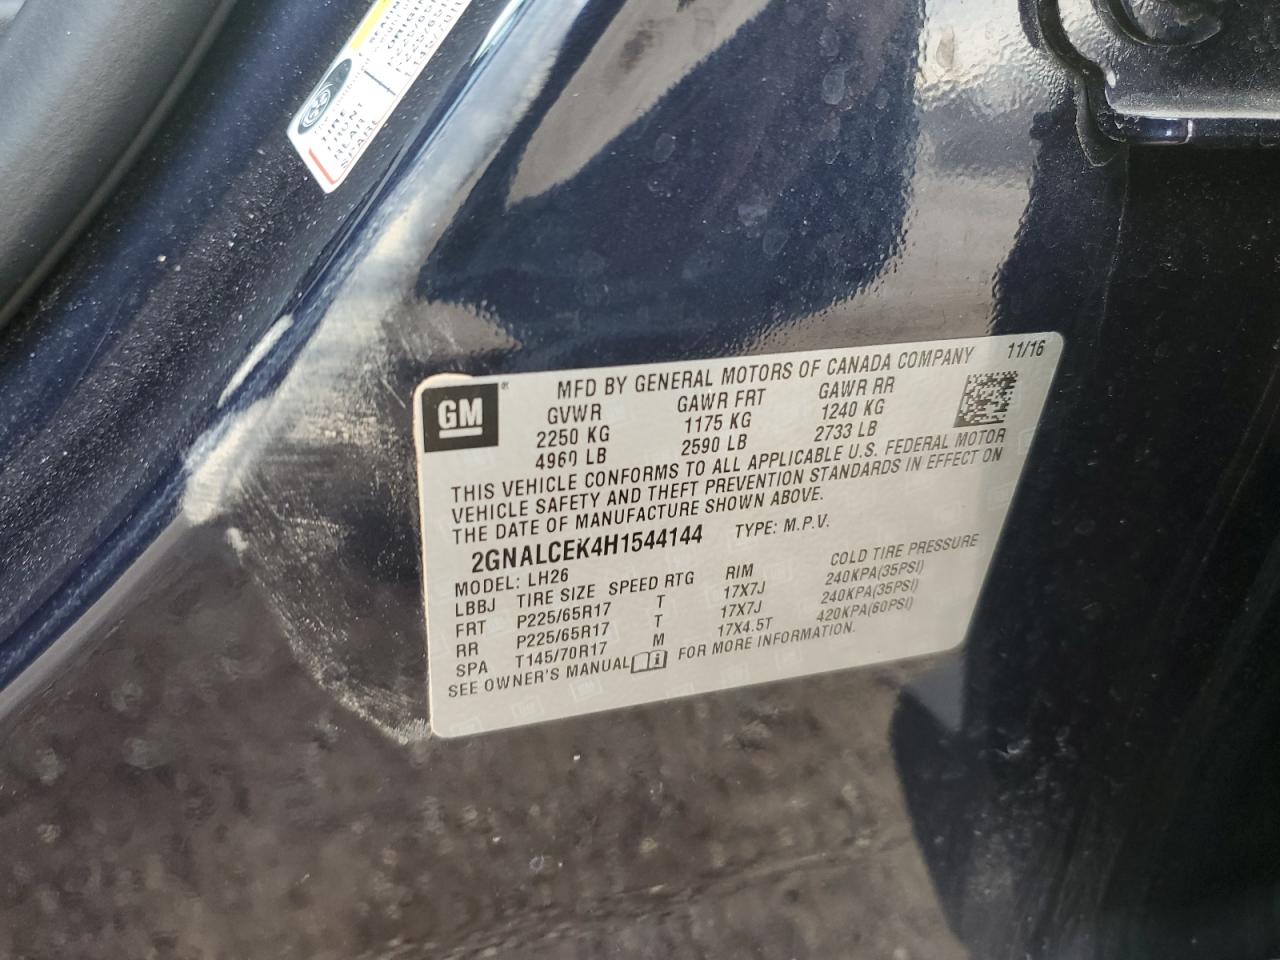 TIRE
FRONT
REAR
SPARE
GM
MFD BY GENERAL MOTORS OF CANADA COMPANY 11/16
GVWR GAWR FRT GAWR RR
2250 KG 1175 KG 1240 KG
4960 LB 2590 LB 2733 LB
THIS VEHICLE CONFORMS TO ALL APPLICABLE U.S. FEDERAL MOTOR
VEHICLE SAFETY AND THEFT PREVENTION STANDARDS IN EFFECT ON
THE DATE OF MANUFACTURE SHOWN ABOVE.
2GNALCEK4H1544144 TYPE: M.P.V.
MODEL: LH26
LBBJ TIRE SIZE SPEED RTG RIM COLD TIRE PRESSURE
FRT P225/65R17 T 17X7J 240KPA(35PSI)
RR P225/65R17 T 17X7J 240KPA(35PSI)
SPA T145/70R17 M 17X4.5T 420KPA(60PSI)
SEE OWNER'S MANUAL FOR MORE INFORMATION.